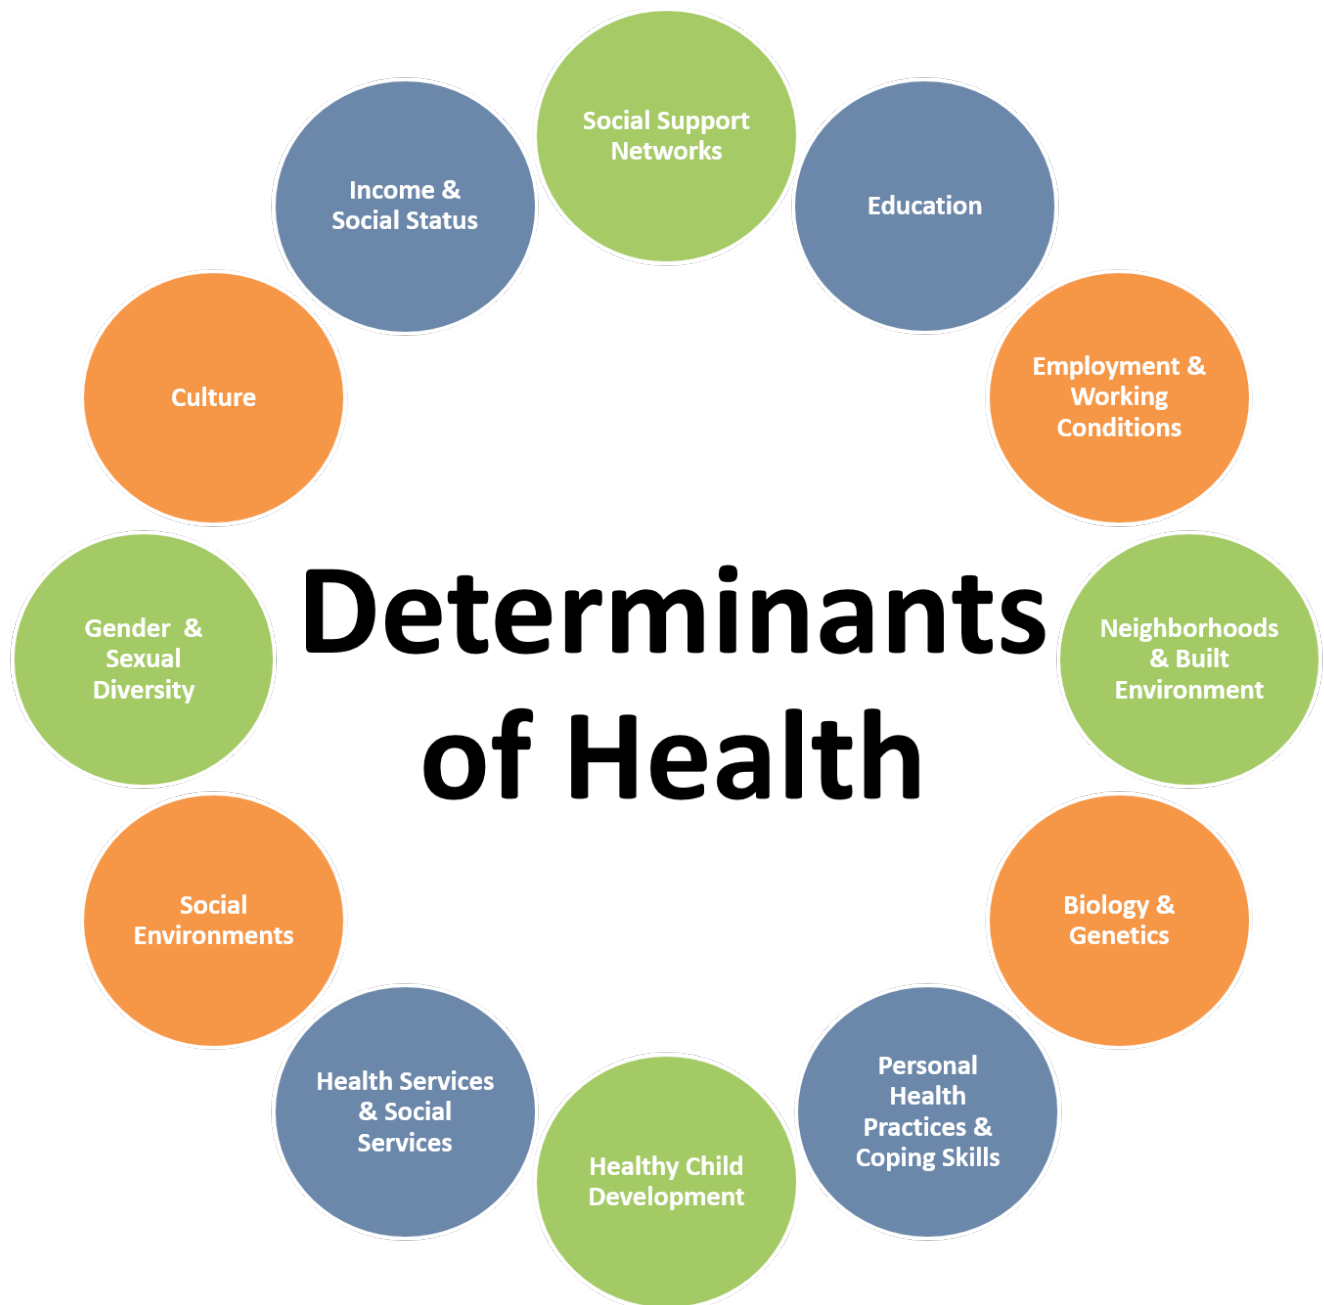 Social Support
Networks
Education
Employment &
Working
Conditions
Neighborhoods
& Built
Environment
Biology &
Genetics
Personal
Health
Practices &
Coping Skills
Healthy Child
Development
Health Services
& Social
Services
Social
Environments
Gender  &
Sexual
Diversity
Culture
Income &
Social Status
Determinants
of Health